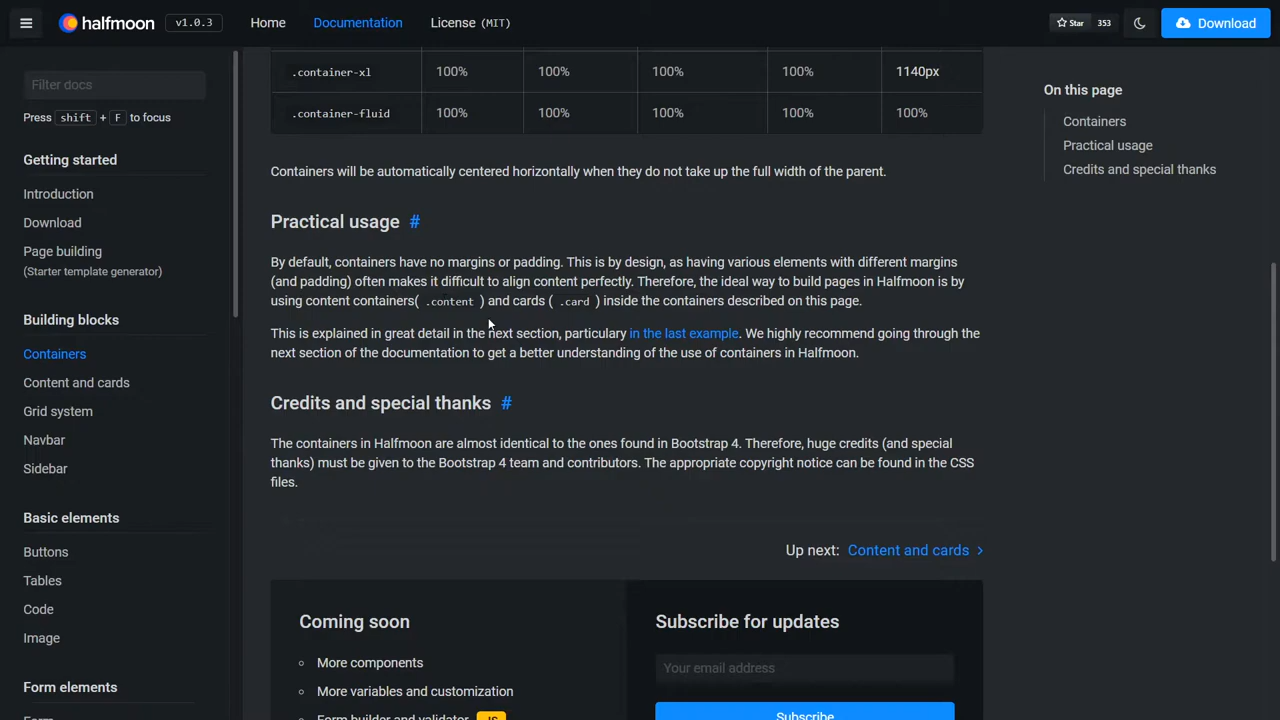 halfmoon v1.0.3 Home Documentation License (MIT) Star 353 Download
Filter docs
Press shift + F to focus
Getting started
Introduction
Download
Page building
(Starter template generator)
Building blocks
Containers
Content and cards
Grid system
Navbar
Sidebar
Basic elements
Buttons
Tables
Code
Image
Form elements
.container-xl 100% 100% 100% 100% 1140px
.container-fluid 100% 100% 100% 100% 100%
Containers will be automatically centered horizontally when they do not take up the full width of the parent.
Practical usage #
By default, containers have no margins or padding. This is by design, as having various elements with different margins
(and padding) often makes it difficult to align content perfectly. Therefore, the ideal way to build pages in Halfmoon is by
using content containers( .content ) and cards ( .card ) inside the containers described on this page.
This is explained in great detail in the next section, particulary in the last example. We highly recommend going through the
next section of the documentation to get a better understanding of the use of containers in Halfmoon.
Credits and special thanks #
The containers in Halfmoon are almost identical to the ones found in Bootstrap 4. Therefore, huge credits (and special
thanks) must be given to the Bootstrap 4 team and contributors. The appropriate copyright notice can be found in the CSS
files.
Up next: Content and cards
Coming soon
More components
More variables and customization
Form builder and validator JS
Subscribe for updates
Your email address
Subscribe
On this page
Containers
Practical usage
Credits and special thanks